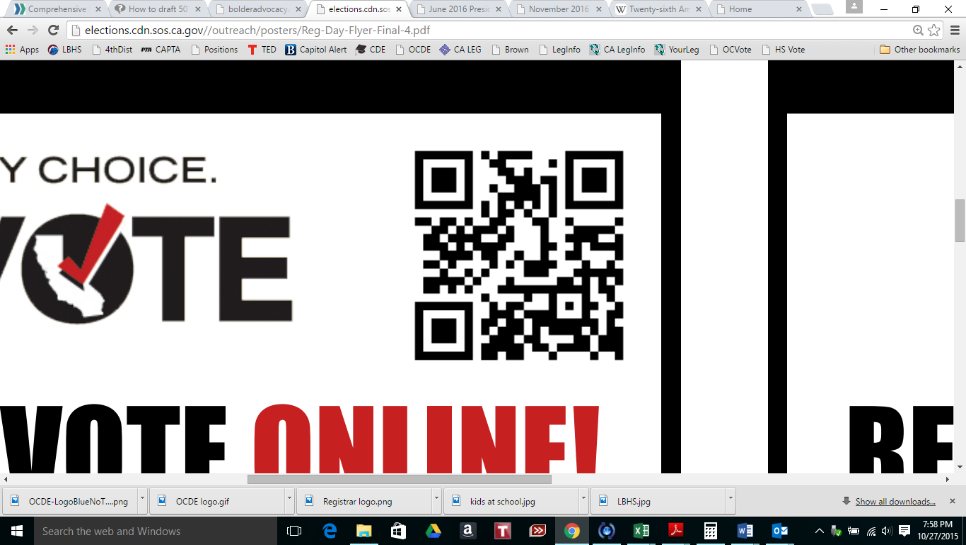 Comprehensive
How to draft 50
bolderadvocacy.
elections.cdn.sos.ca.gov
June 2016 Presi
November 2016
Twenty-sixth Am
Home
elections.cdn.sos.ca.gov//outreach/posters/Reg-Day-Flyer-Final-4.pdf
Apps LBHS 4thDist CAPTA Positions TED Capitol Alert CDE OCDE CA LEG Brown LegInfo CA LegInfo YourLeg OCVote HS Vote Other bookmarks
Y CHOICE.
VOTE
VOTE ONLINE!
RE
OCDE-LogoBlueNoT....png
OCDE logo.gif
Registrar logo.png
kids at school.jpg
LBHS.jpg
Show all downloads...
Search the web and Windows
7:58 PM
10/27/2015